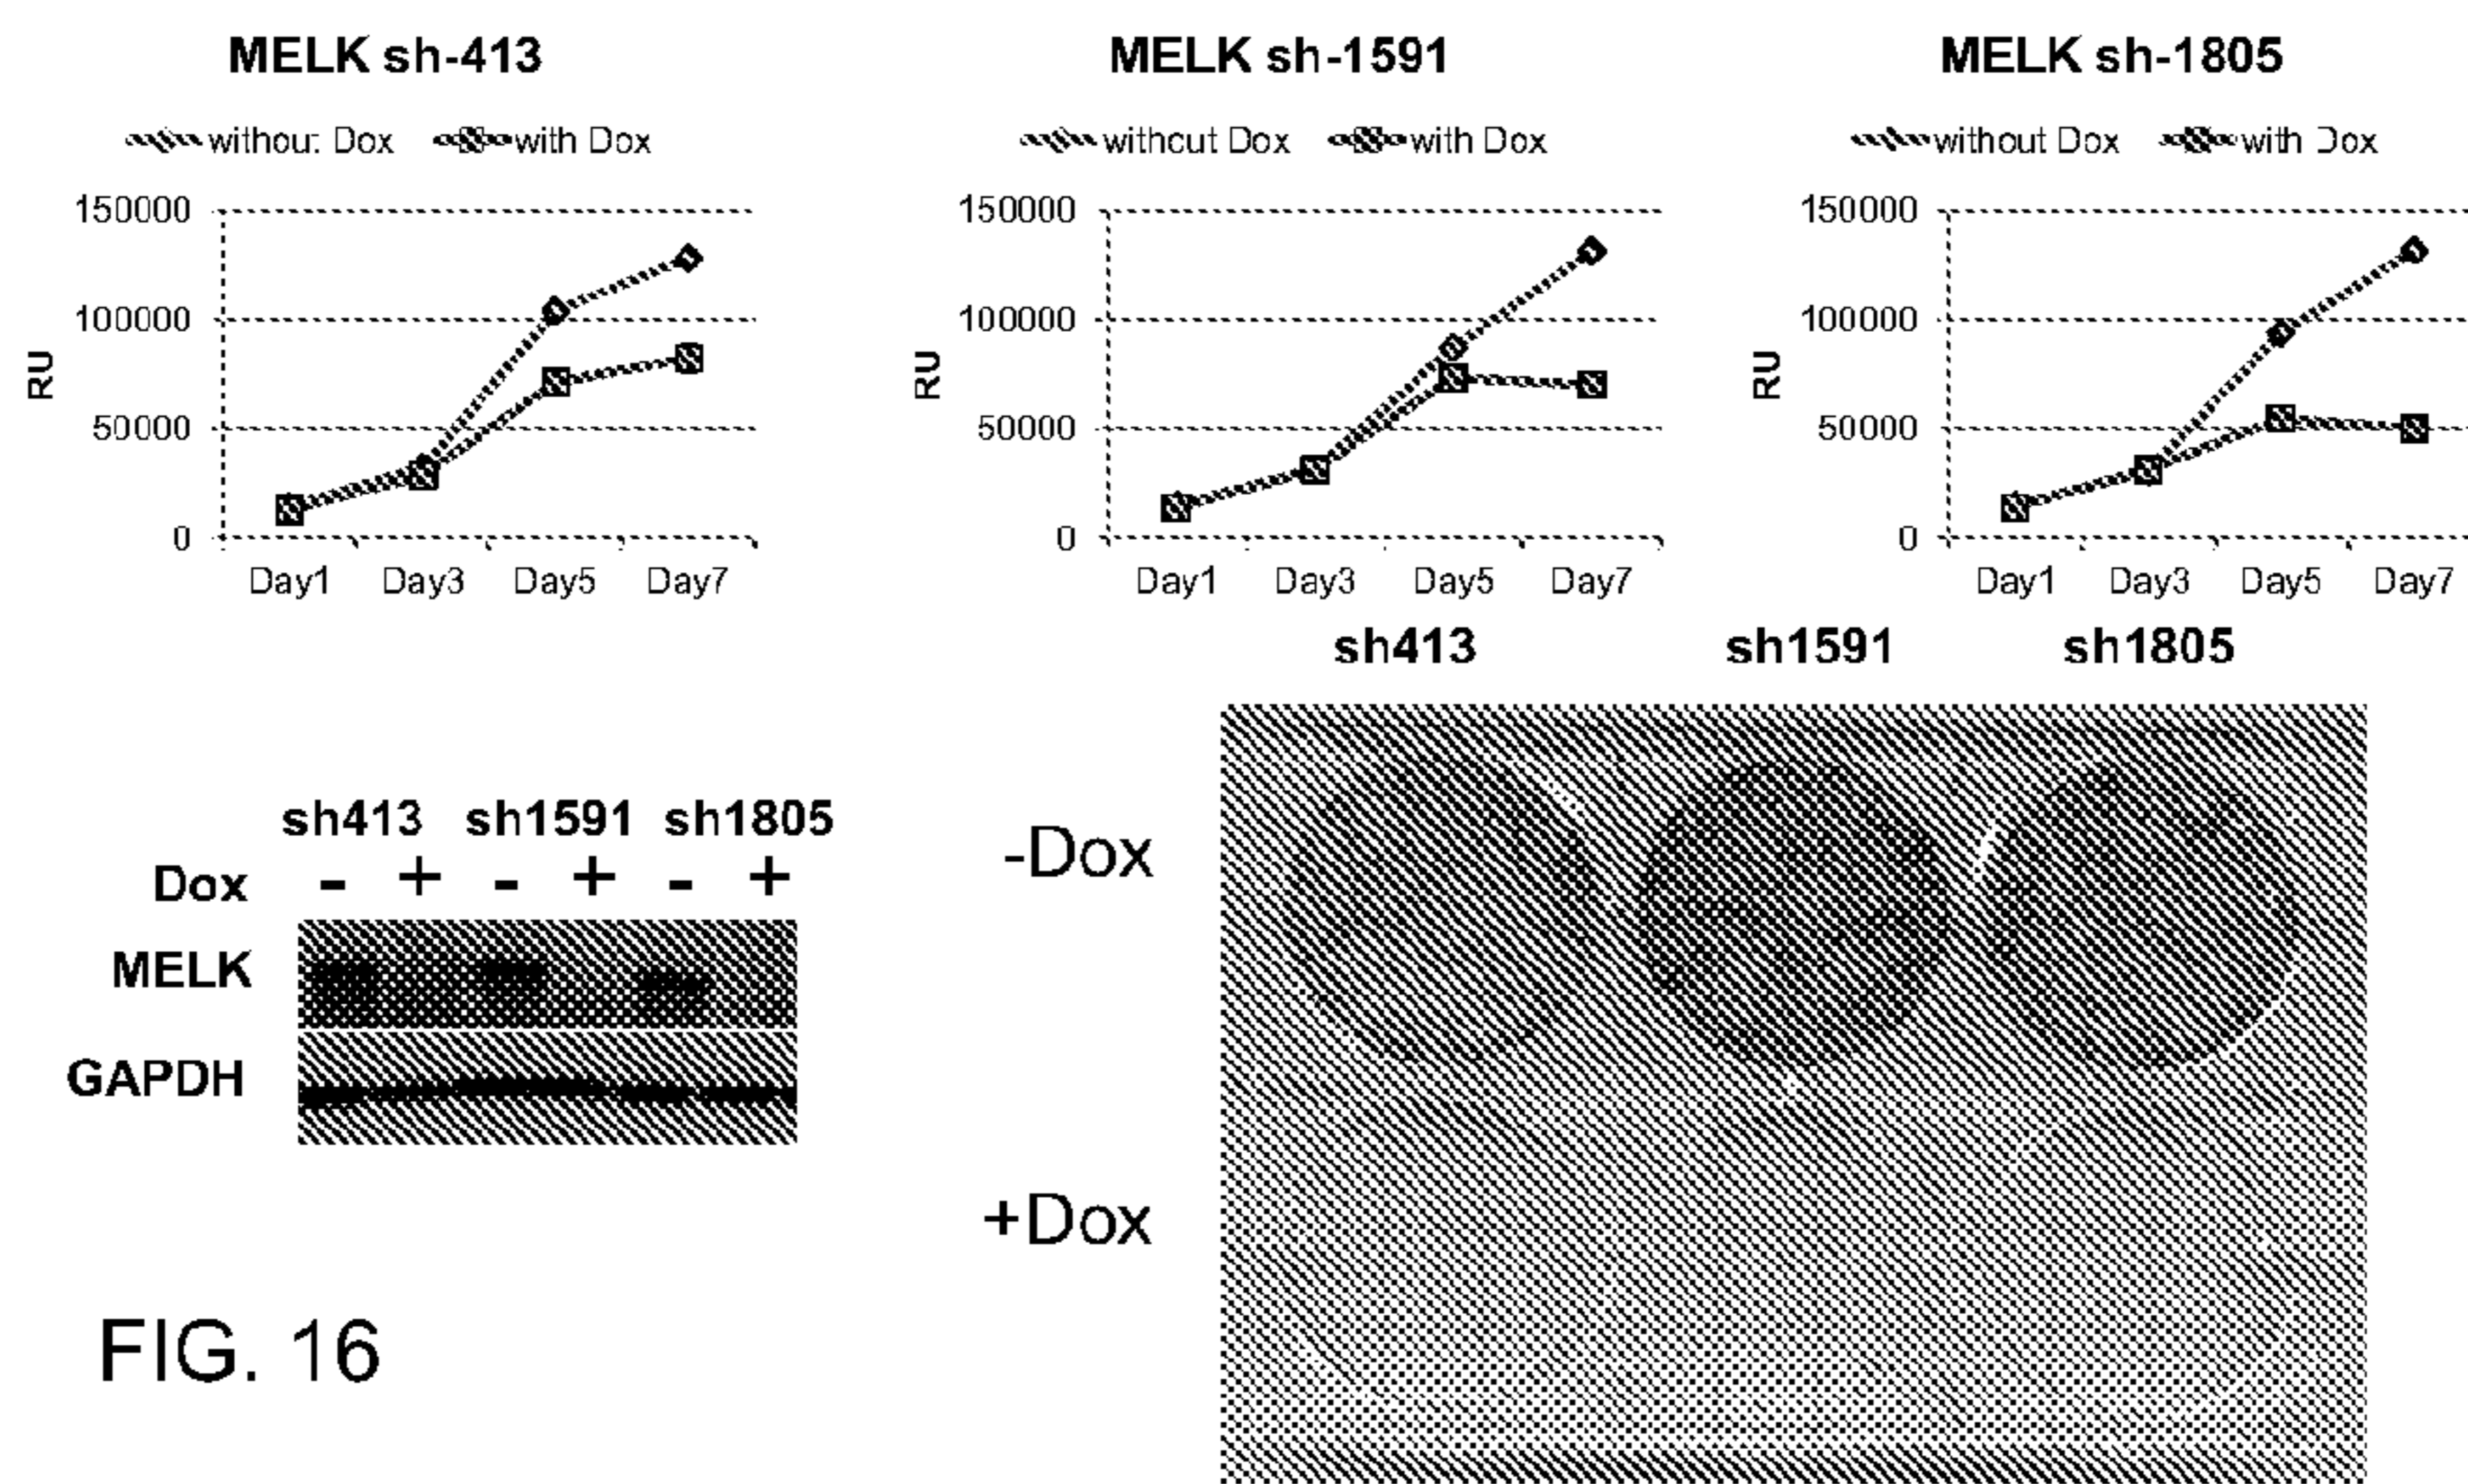 MELK sh-413
without Dox with Dox
150000
100000
50000
0
RU
Day1 Day3 Day5 Day7
MELK sh-1591
without Dox with Dox
150000
100000
50000
0
RU
Day1 Day3 Day5 Day7
MELK sh-1805
without Dox with Dox
150000
100000
50000
0
RU
Day1 Day3 Day5 Day7
sh413 sh1591 sh1805
Dox - + - + - +
MELK
GAPDH
sh413 sh1591 sh1805
-Dox
+Dox
FIG. 16